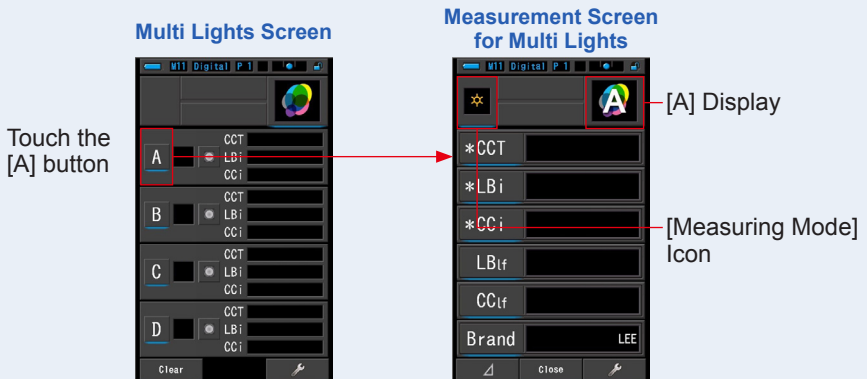 Multi Lights Screen
Measurement Screen
for Multi Lights
Touch the
[A] button
M11 Digital P 1
A
CCT
LBi
CCi
B
CCT
LBi
CCi
C
CCT
LBi
CCi
D
CCT
LBi
CCi
Clear
M11 Digital P 1
A
*CCT
*LBi
*CCi
LBlf
CClf
Brand LEE
Close
[A] Display
[Measuring Mode]
Icon